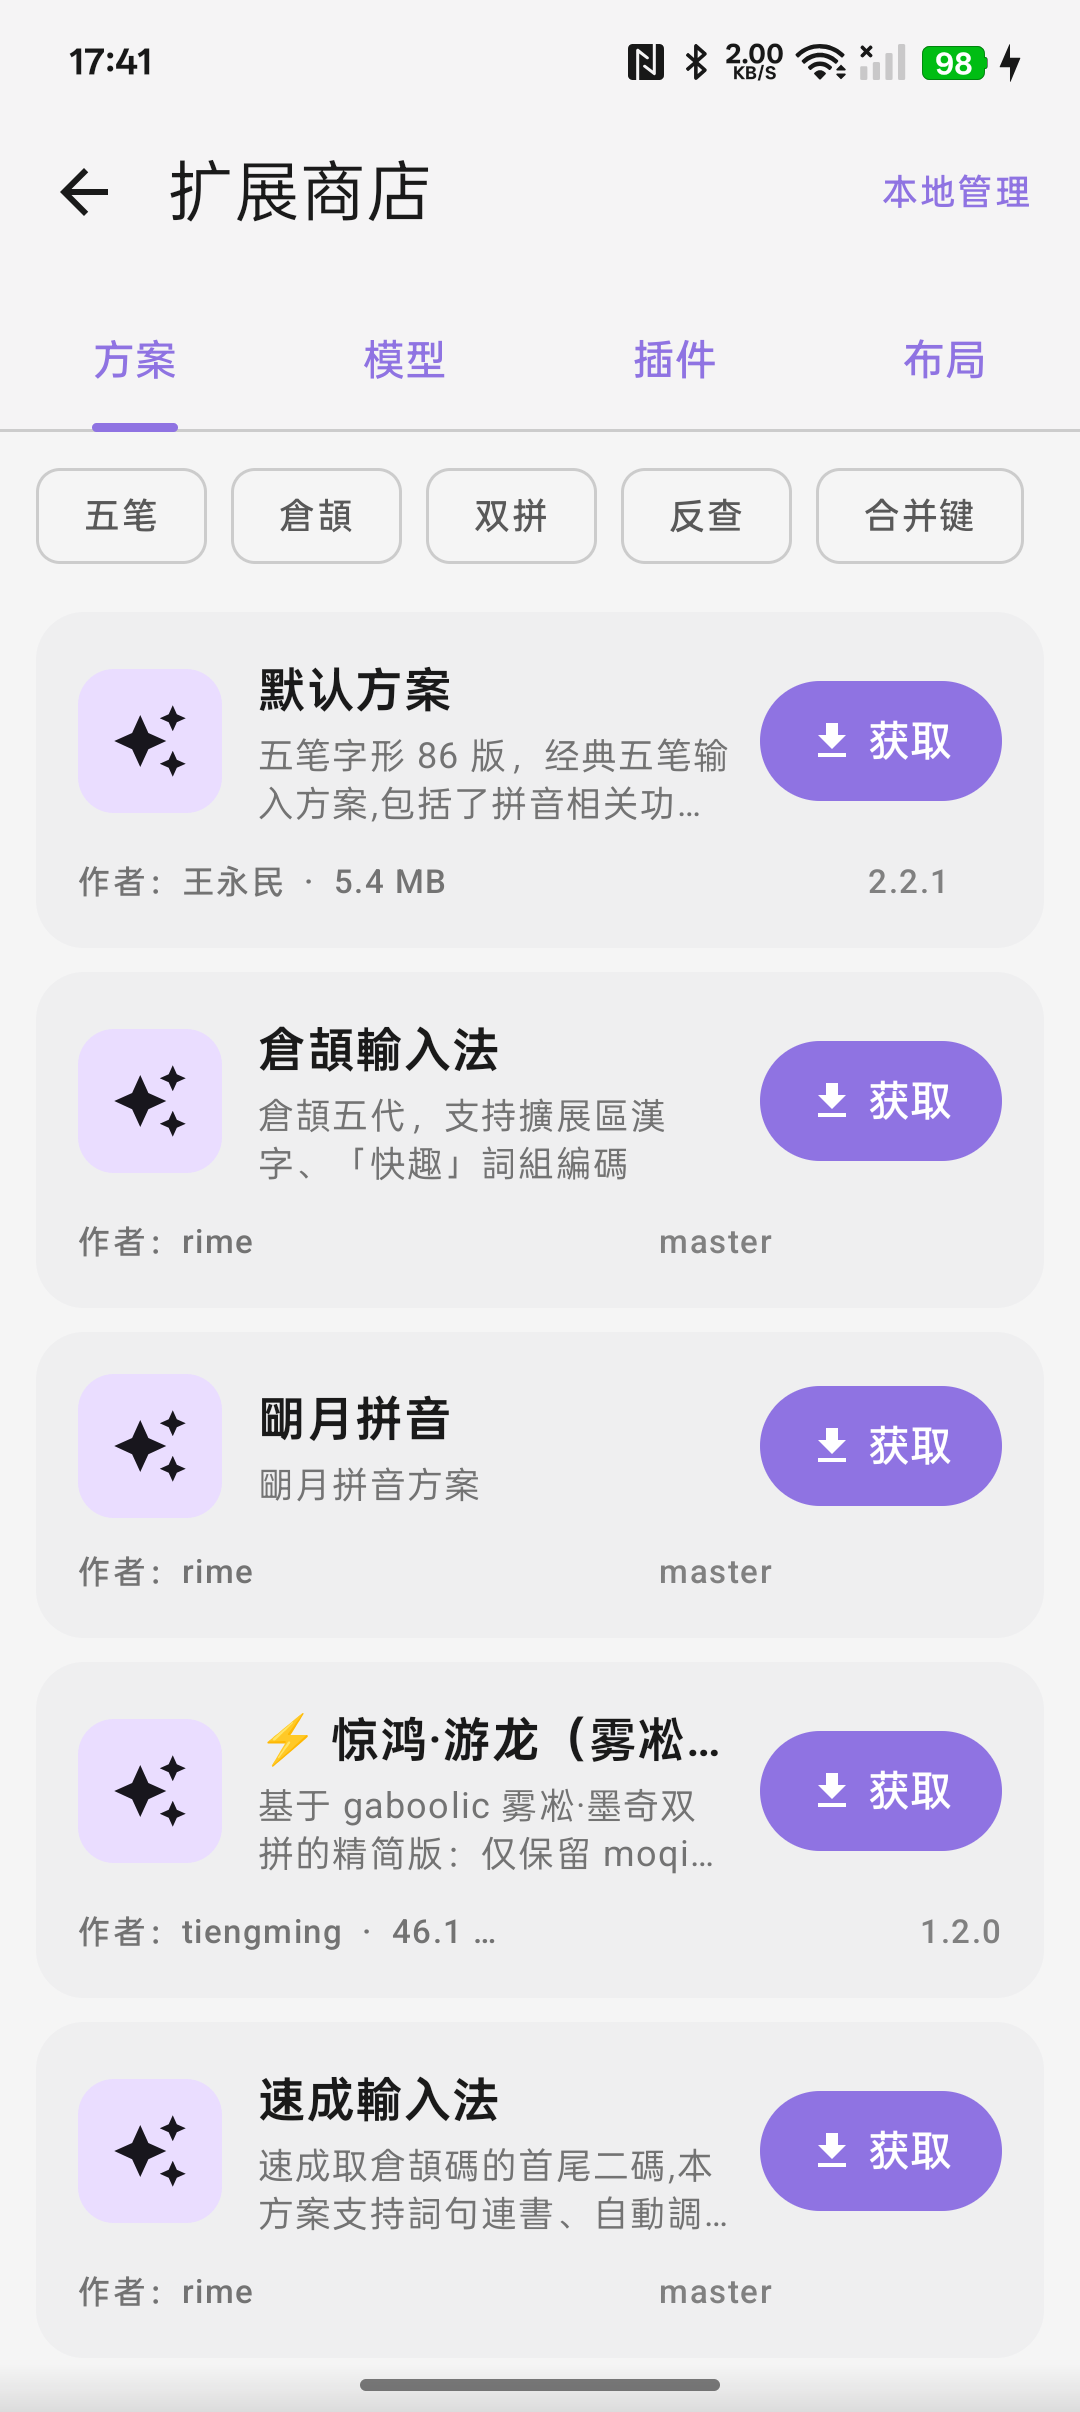 17:41
2.00
KB/S
98
扩展商店
本地管理
方案
模型
插件
布局
五笔
倉頡
双拼
反查
合并键
默认方案
五笔字形 86 版，经典五笔输
入方案,包括了拼音相关功...
获取
作者：王永民 · 5.4 MB
2.2.1
倉頡輸入法
倉頡五代，支持擴展區漢
字、「快趣」詞組編碼
获取
作者：rime
master
朙月拼音
朙月拼音方案
获取
作者：rime
master
⚡ 惊鸿·游龙（雾凇...
基于 gaboolic 雾凇·墨奇双
拼的精简版：仅保留 moqi...
获取
作者：tiengming · 46.1 ...
1.2.0
速成輸入法
速成取倉頡碼的首尾二碼,本
方案支持詞句連書、自動調...
获取
作者：rime
master